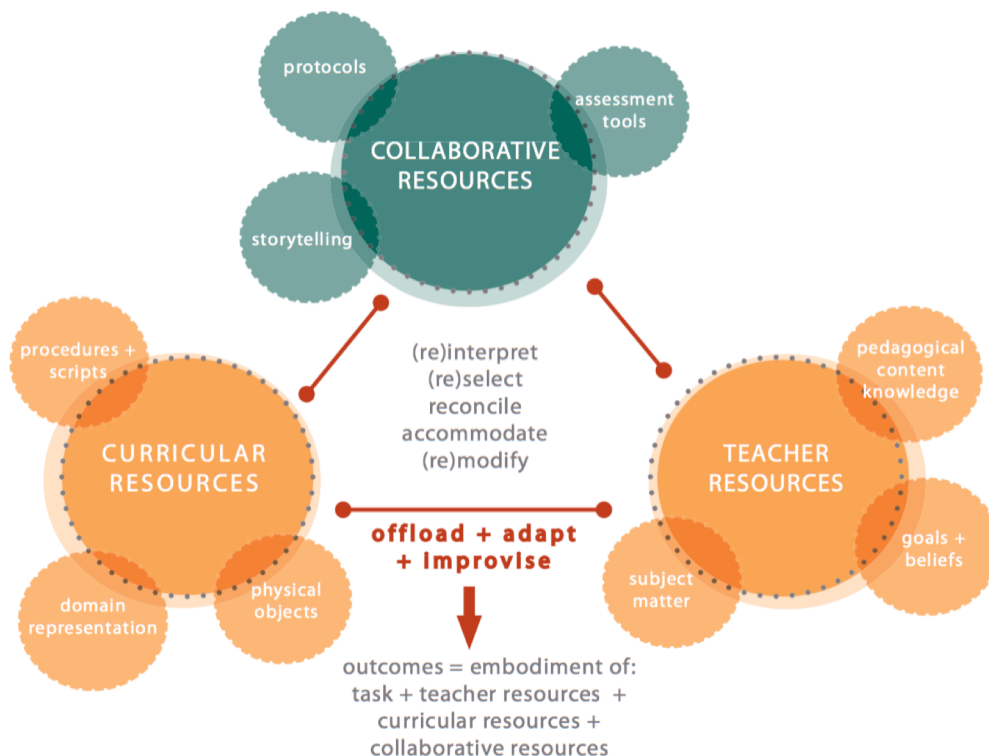 protocols
assessment
tools
COLLABORATIVE
RESOURCES
storytelling
procedures +
scripts
(re)interpret
(re)select
reconcile
accommodate
(re)modify
pedagogical
content
knowledge
CURRICULAR
RESOURCES
TEACHER
RESOURCES
offload + adapt
+ improvise
goals +
beliefs
domain
representation
physical
objects
subject
matter
outcomes = embodiment of:
task + teacher resources +
curricular resources +
collaborative resources